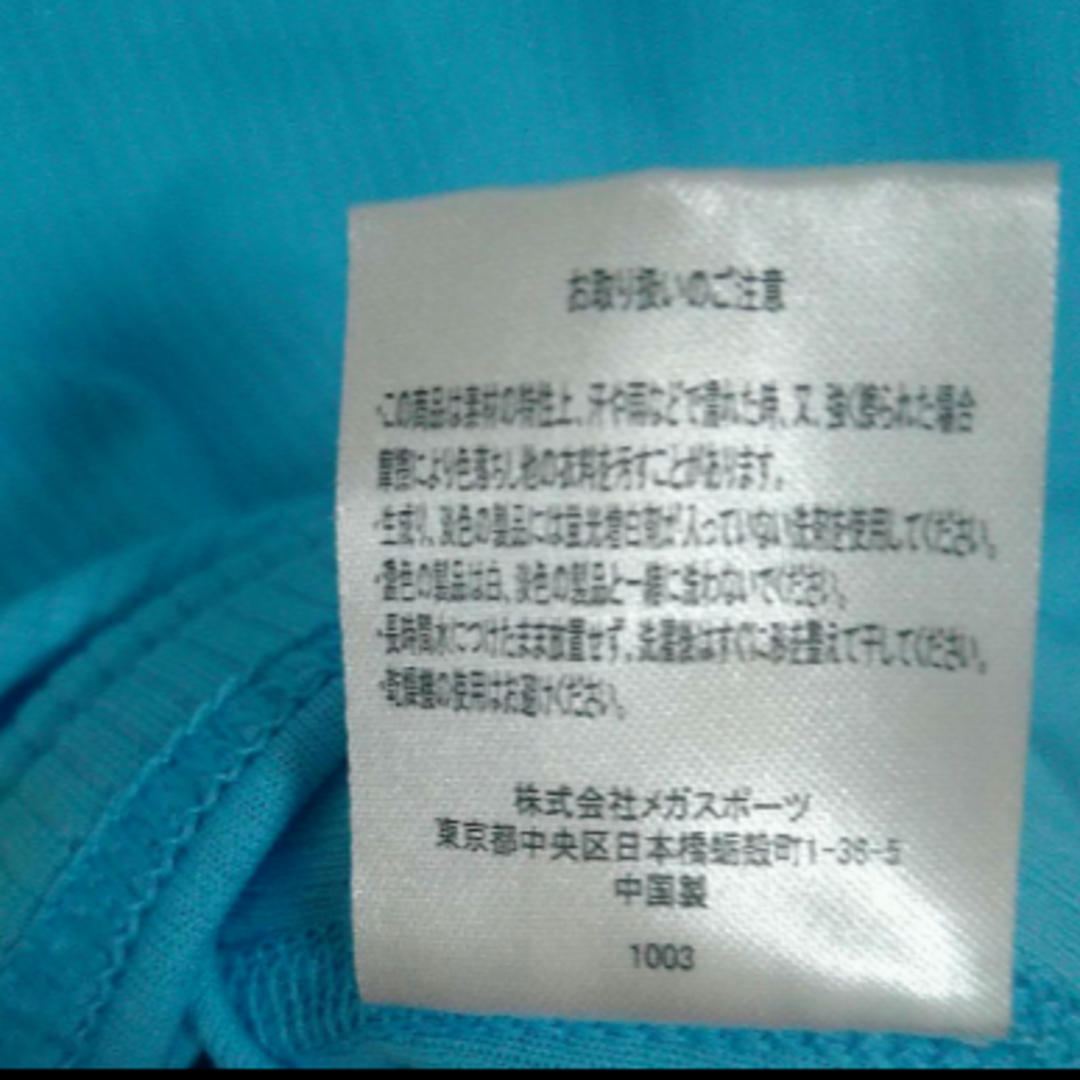 お取り扱いのご注意
・この商品は素材の特性上、汗や雨などで濡れた時、又、強く擦られた場合
摩擦により色落ちし他の衣料を汚すことがあります。
・生成り、淡色の製品には蛍光増白剤が入っていない洗剤を使用してください。
・濃色の製品は白、淡色の製品と一緒に洗わないでください。
・長時間水につけたまま放置せず、洗濯後はすぐに形を整えて干してください。
・乾燥機の使用はお避けください。
株式会社メガスポーツ
東京都中央区日本橋蛎殻町1-36-5
中国製
1003